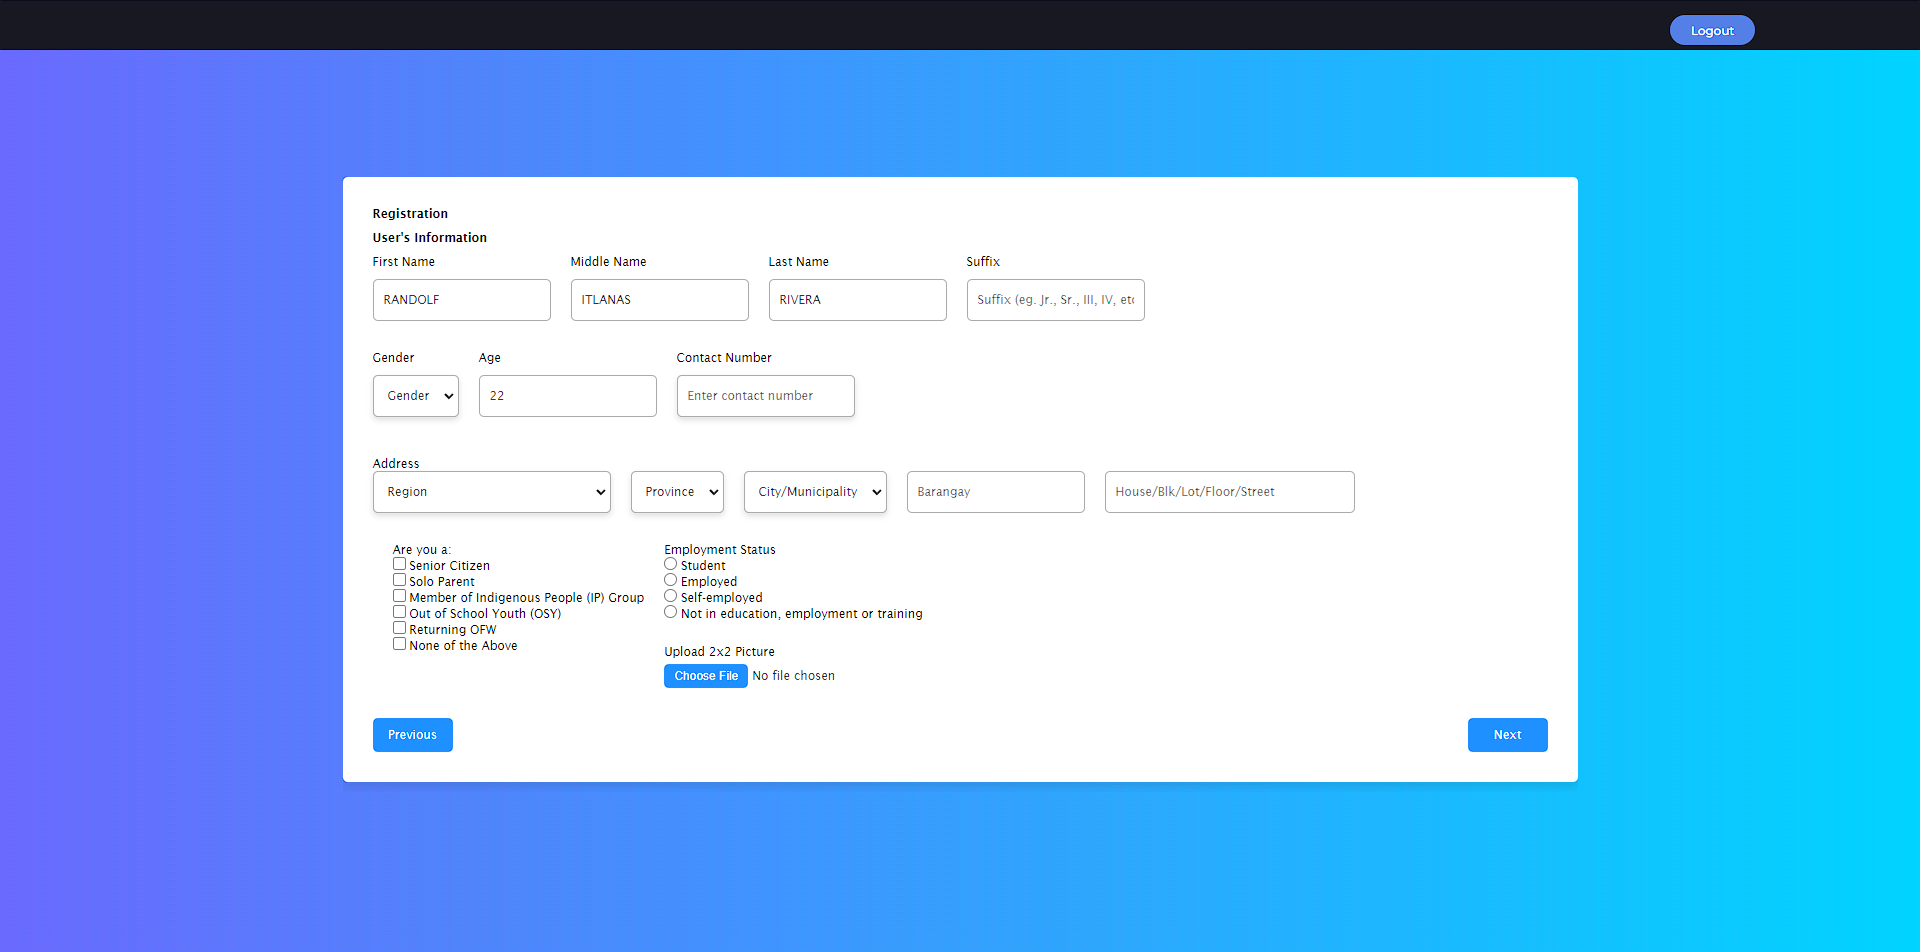 Logout
Registration
User's Information
First Name Middle Name Last Name Suffix
RANDOLF ITLANAS RIVERA Suffix (eg. Jr., Sr., III, IV, etc
Gender Age Contact Number
Gender 22 Enter contact number
Address
Region Province City/Municipality Barangay House/Blk/Lot/Floor/Street
Are you a:
Senior Citizen
Solo Parent
Member of Indigenous People (IP) Group
Out of School Youth (OSY)
Returning OFW
None of the Above
Employment Status
Student
Employed
Self-employed
Not in education, employment or training
Upload 2x2 Picture
Choose File No file chosen
Previous Next